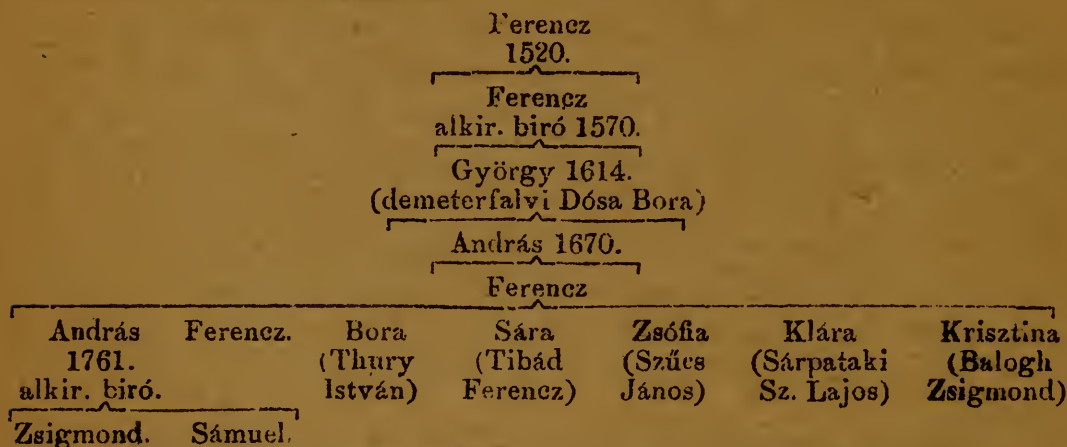 Ferencz
1520.
Ferencz
alkir. biró 1570.
György 1614.
(demeterfalvi Dósa Bora)
András 1670.
Ferencz
András Ferencz. Bora Sára Zsófia Klára Krisztina
1761. (Thury (Tibád (Szűcs (Sárpataki (Balogh
alkir. biró. István) Ferencz) János) Sz. Lajos) Zsigmond)
Zsigmond. Sámuel.